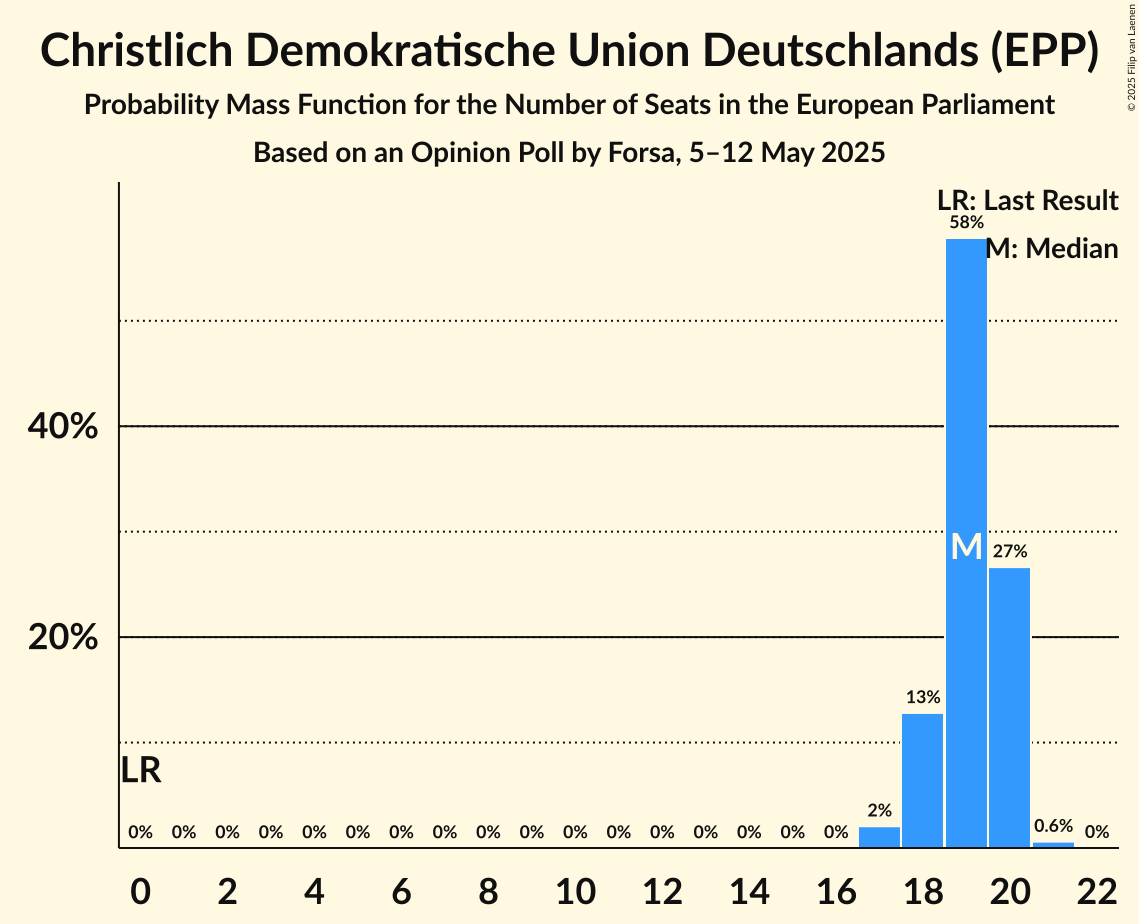 Christlich Demokratische Union Deutschlands (EPP)
Probability Mass Function for the Number of Seats in the European Parliament
Based on an Opinion Poll by Forsa, 5–12 May 2025
© 2025 Filip van Laenen
LR: Last Result
M: Median
58%
40%
M
27%
20%
13%
LR
2%
0.6%
0% 0% 0% 0% 0% 0% 0% 0% 0% 0% 0% 0% 0% 0% 0% 0% 0% 0%
0 2 4 6 8 10 12 14 16 18 20 22